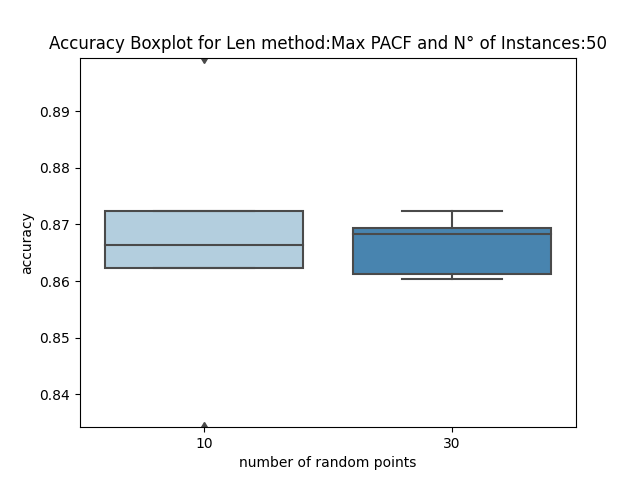 Accuracy Boxplot for Len method:Max PACF and N° of Instances:50
0.89
0.88
0.87
0.86
0.85
0.84
accuracy
10
30
number of random points